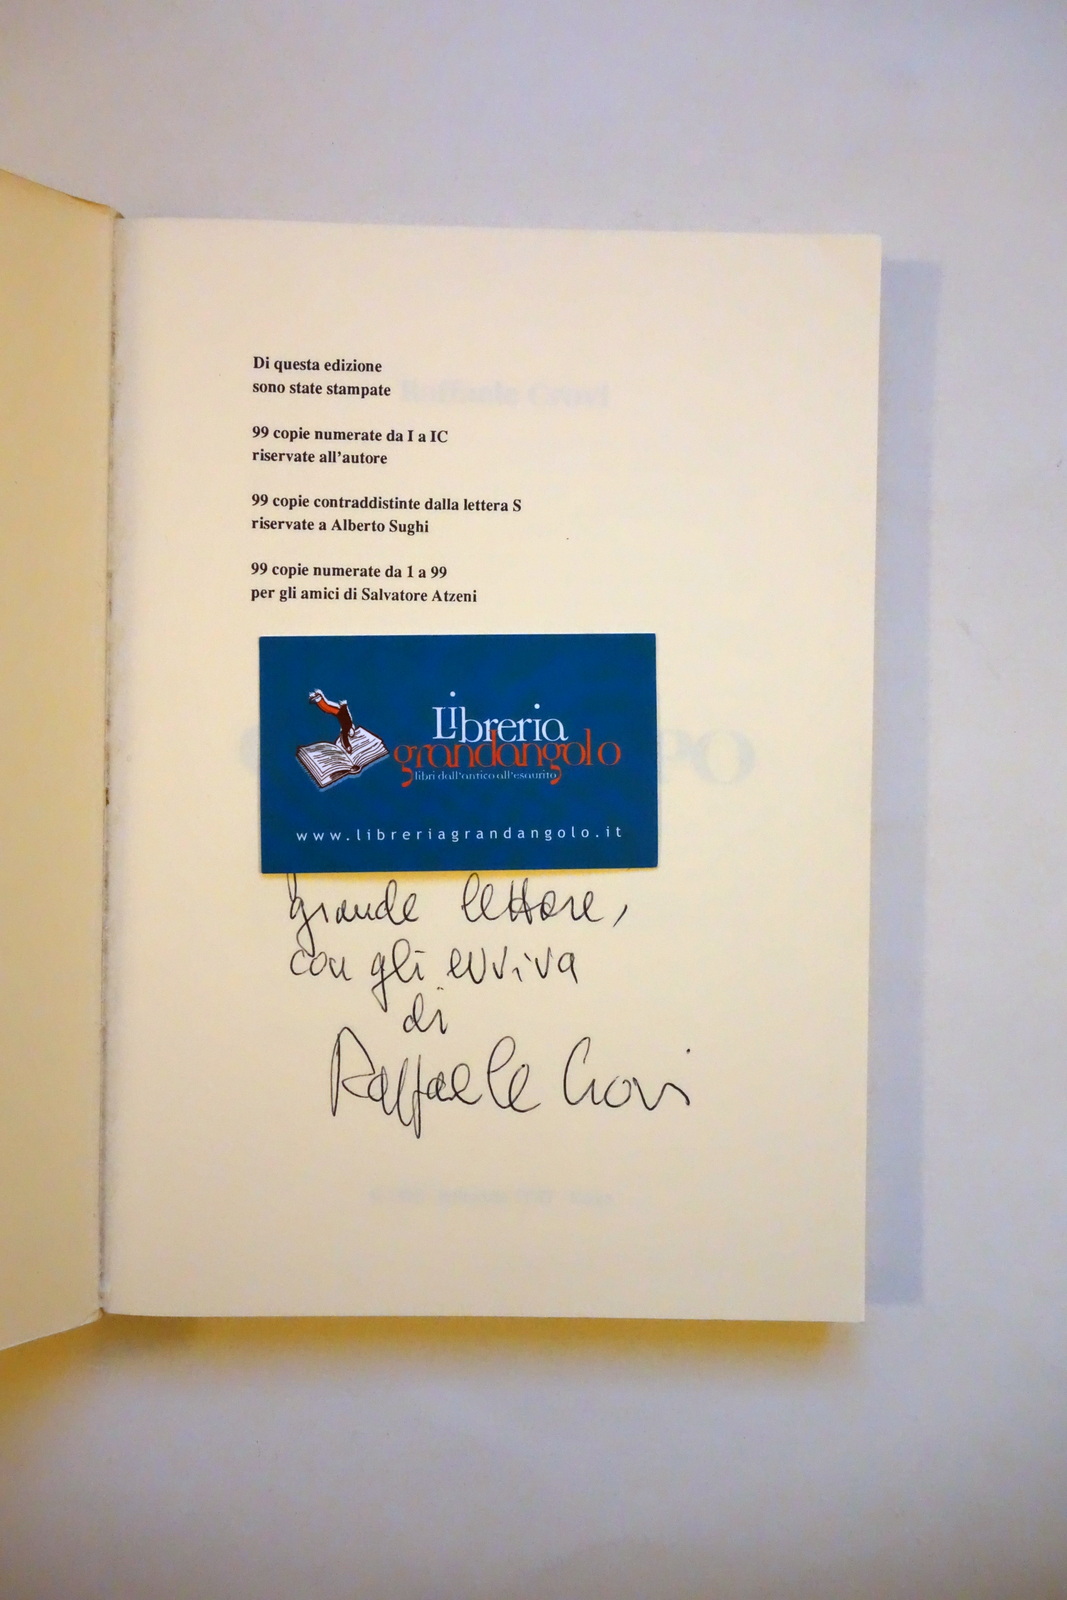 Di questa edizione
sono state stampate
Raffaele Crovi
99 copie numerate da I a IC
riservate all'autore
99 copie contraddistinte dalla lettera S
riservate a Alberto Sughi
99 copie numerate da 1 a 99
per gli amici di Salvatore Atzeni
Libreria
grandangolo
libri dall'antico all'esaurito
www.libreriagrandangolo.it
grande lettore,
con gli evviva
di
Raffaele Crovi